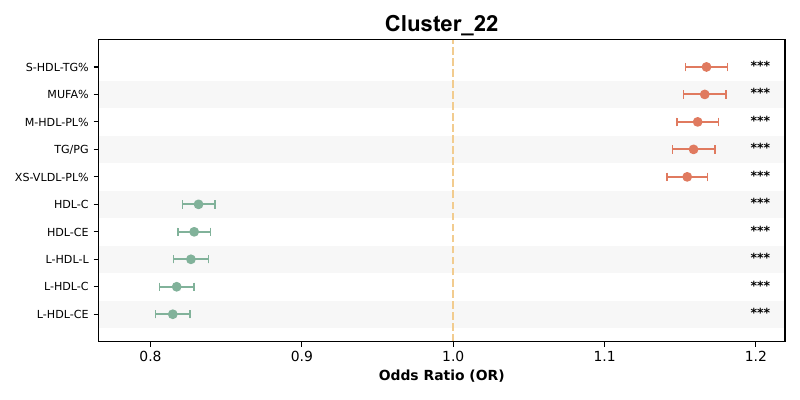 Cluster_22
S-HDL-TG% ***
MUFA% ***
M-HDL-PL% ***
TG/PG ***
XS-VLDL-PL% ***
HDL-C ***
HDL-CE ***
L-HDL-L ***
L-HDL-C ***
L-HDL-CE ***
0.8 0.9 1.0 1.1 1.2
Odds Ratio (OR)